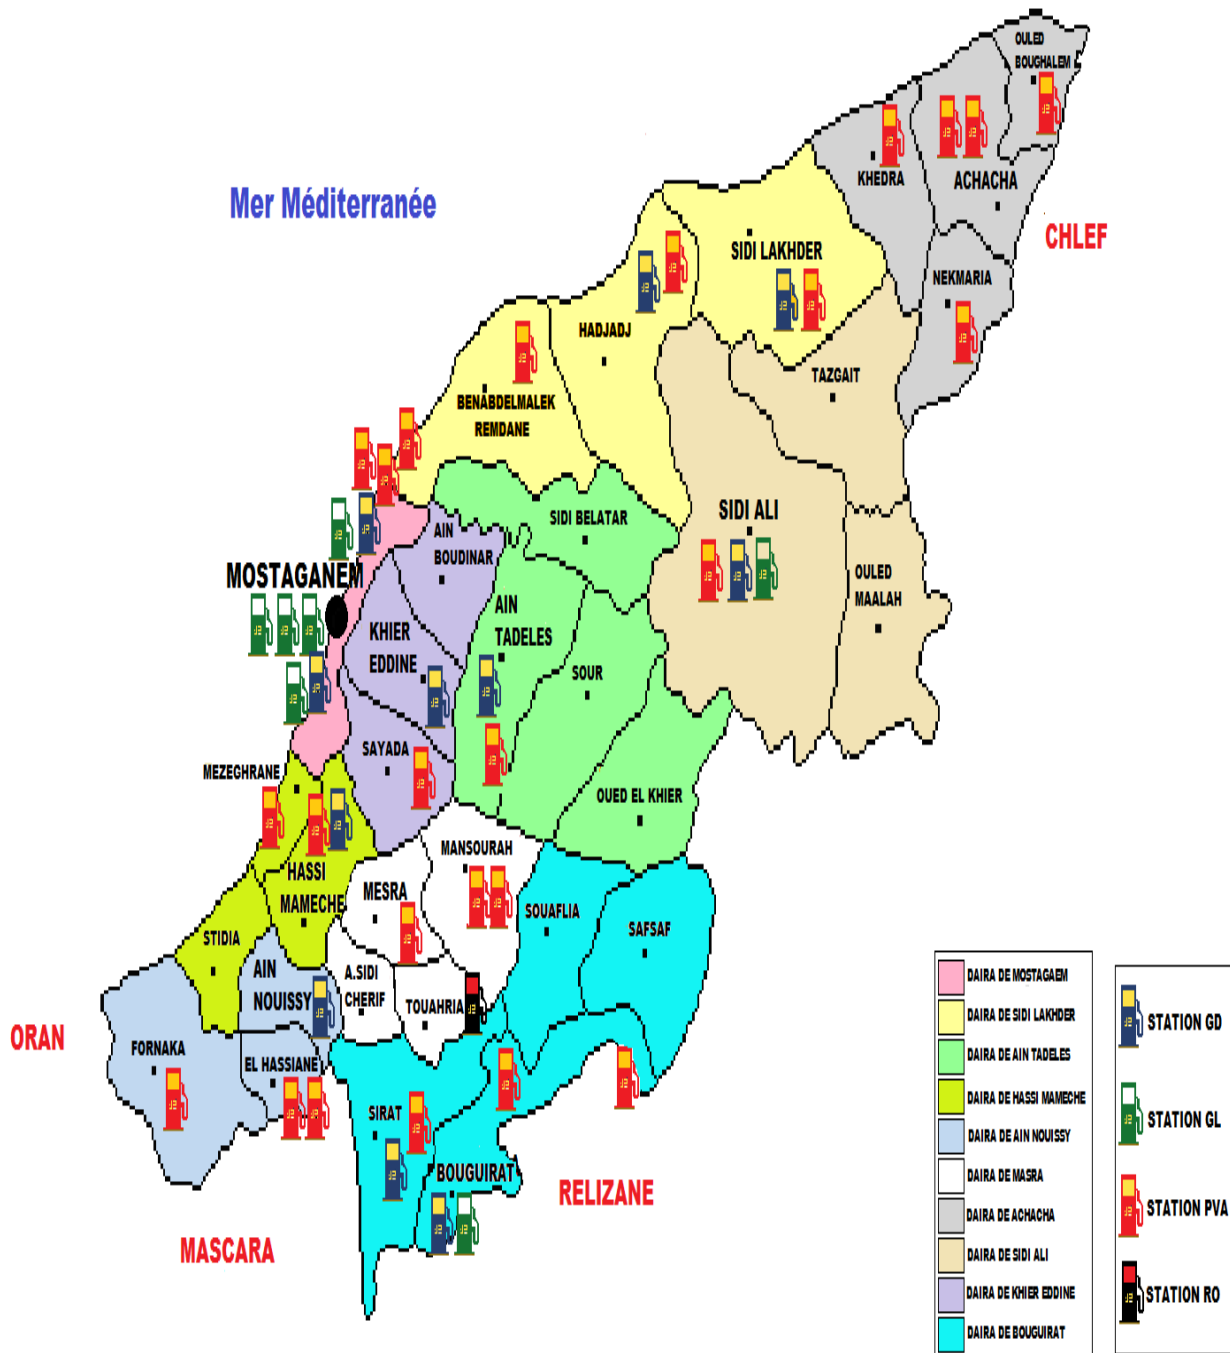 OULED
BOUGHALEM
KHEDRA
ACHACHA
Mer Méditerranée
CHLEF
SIDI LAKHDER
NEKMARIA
HADJADJ
TAZGAIT
BENABDELMALEK
REMDANE
SIDI ALI
SIDI BELATAR
AIN
BOUDINAR
MOSTAGANEM
OULED
MAALAH
AIN
TADELES
KHIER
EDDINE
SOUR
SAYADA
MEZEGHRANE
OUED EL KHIER
MANSOURAH
HASSI
MAMECHE
MESRA
SOUAFLIA
SAFSAF
STIDIA
AIN
NOUISSY
A.SIDI
CHERIF
TOUAHRIA
ORAN
FORNAKA
EL HASSIANE
SIRAT
BOUGUIRAT
RELIZANE
MASCARA
DAIRA DE MOSTAGAEM
DAIRA DE SIDI LAKHDER
DAIRA DE AIN TADELES
DAIRA DE HASSI MAMECHE
DAIRA DE AIN NOUISSY
DAIRA DE MASRA
DAIRA DE ACHACHA
DAIRA DE SIDI ALI
DAIRA DE KHIER EDDINE
DAIRA DE BOUGUIRAT
STATION GD
STATION GL
STATION PVA
STATION RO